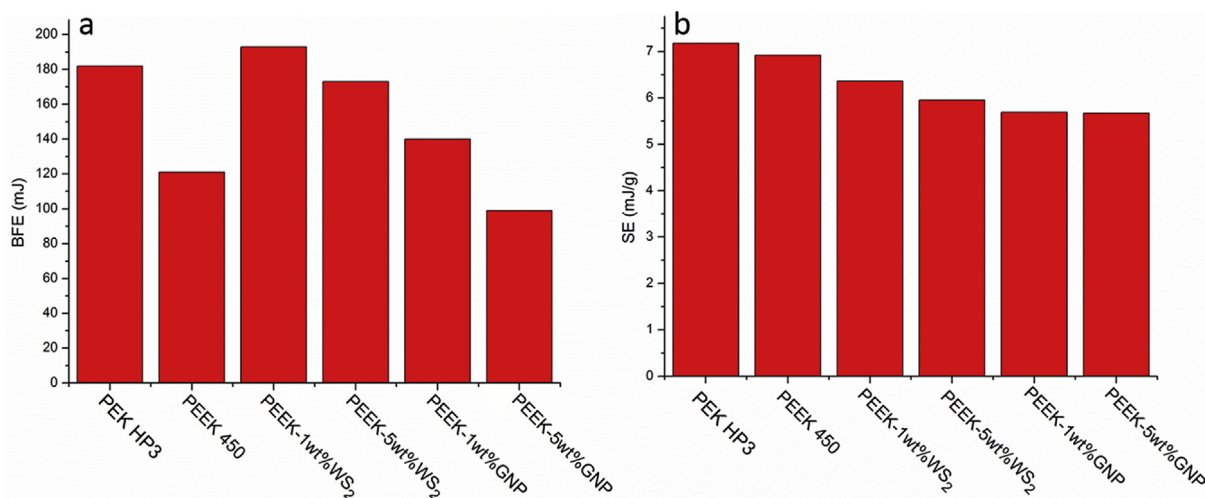 a
200
180
160
140
120
100
80
60
40
20
0
BFE (mJ)
PEK HP3
PEEK 450
PEEK-1wt%WS₂
PEEK-5wt%WS₂
PEEK-1wt%GNP
PEEK-5wt%GNP
b
7
6
5
4
3
2
1
0
SE (mJ/g)
PEK HP3
PEEK 450
PEEK-1wt%WS₂
PEEK-5wt%WS₂
PEEK-1wt%GNP
PEEK-5wt%GNP